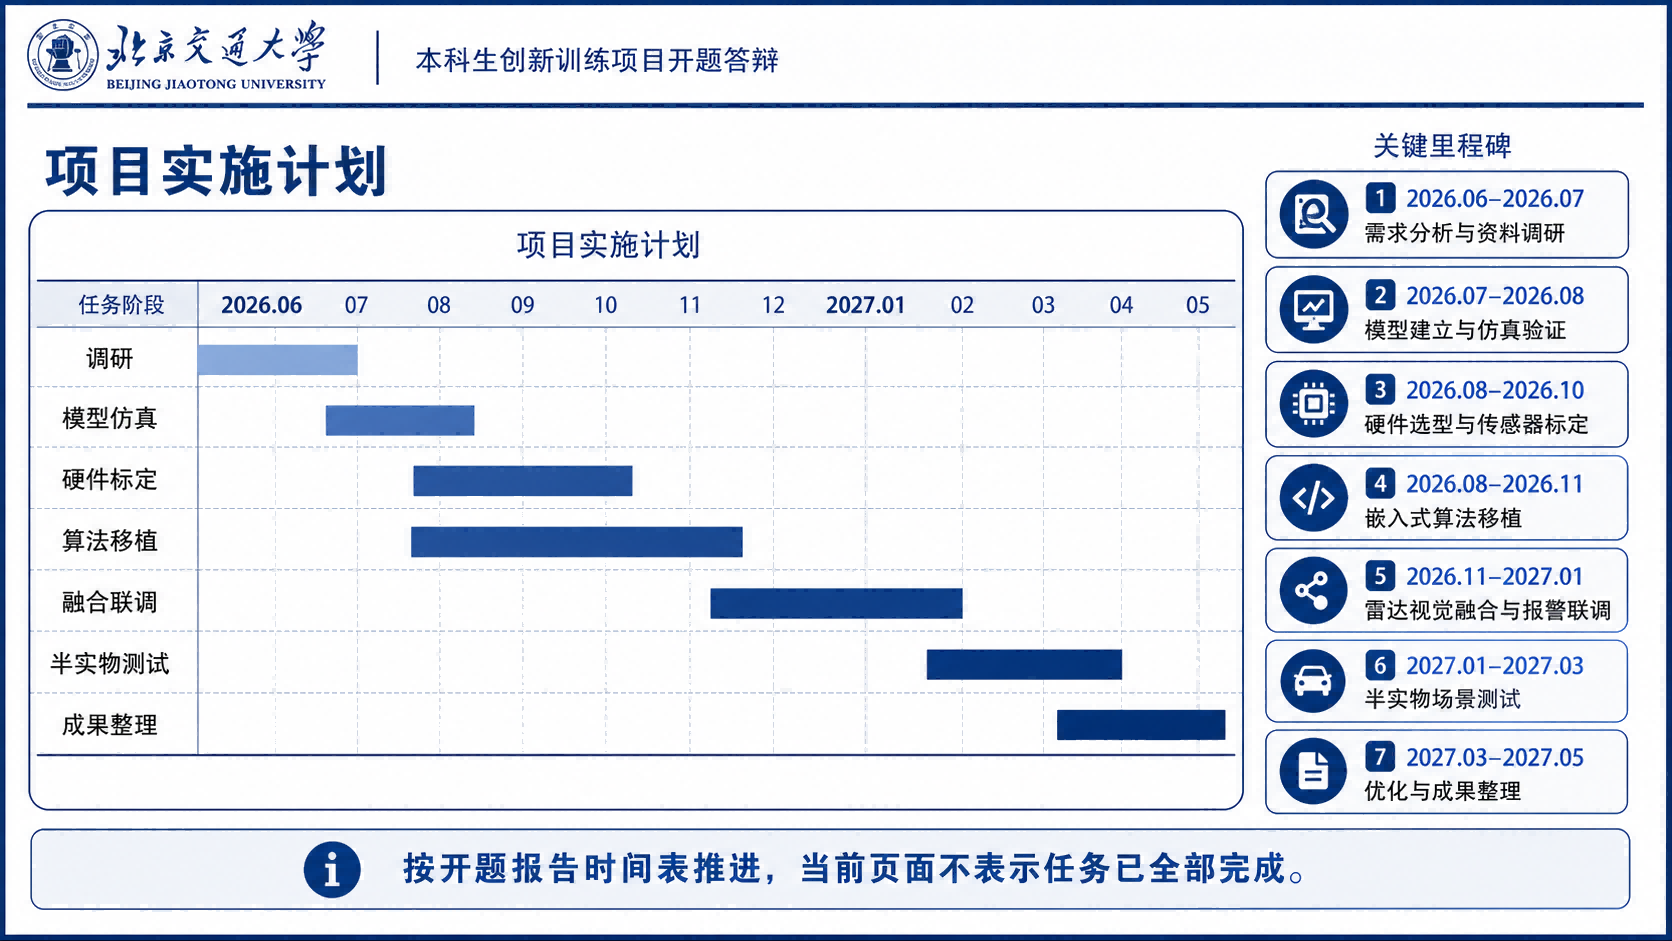 北京交通大学
BEIJING JIAOTONG UNIVERSITY
本科生创新训练项目开题答辩
项目实施计划
项目实施计划
任务阶段 2026.06 07 08 09 10 11 12 2027.01 02 03 04 05
调研
模型仿真
硬件标定
算法移植
融合联调
半实物测试
成果整理
关键里程碑
1 2026.06–2026.07
需求分析与资料调研
2 2026.07–2026.08
模型建立与仿真验证
3 2026.08–2026.10
硬件选型与传感器标定
4 2026.08–2026.11
嵌入式算法移植
5 2026.11–2027.01
雷达视觉融合与报警联调
6 2027.01–2027.03
半实物场景测试
7 2027.03–2027.05
优化与成果整理
按开题报告时间表推进，当前页面不表示任务已全部完成。